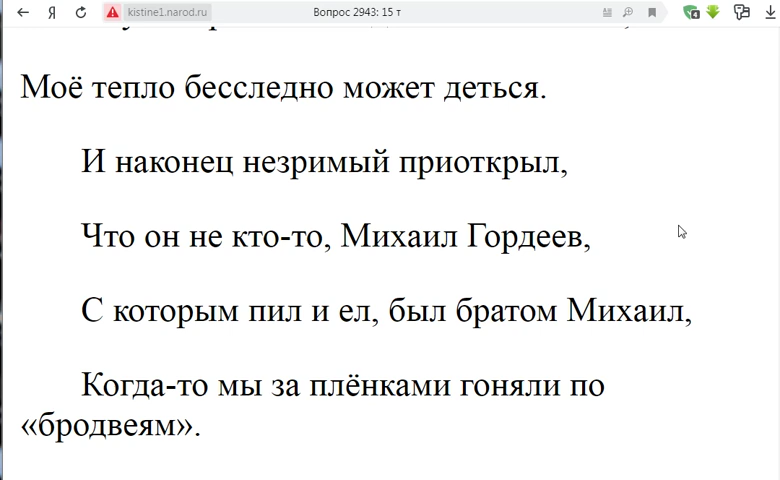 Я
kistine1.narod.ru
Вопрос 2943: 15 т
4
Моё тепло бесследно может деться.
И наконец незримый приоткрыл,
Что он не кто-то, Михаил Гордеев,
С которым пил и ел, был братом Михаил,
Когда-то мы за плёнками гоняли по
«бродвеям».